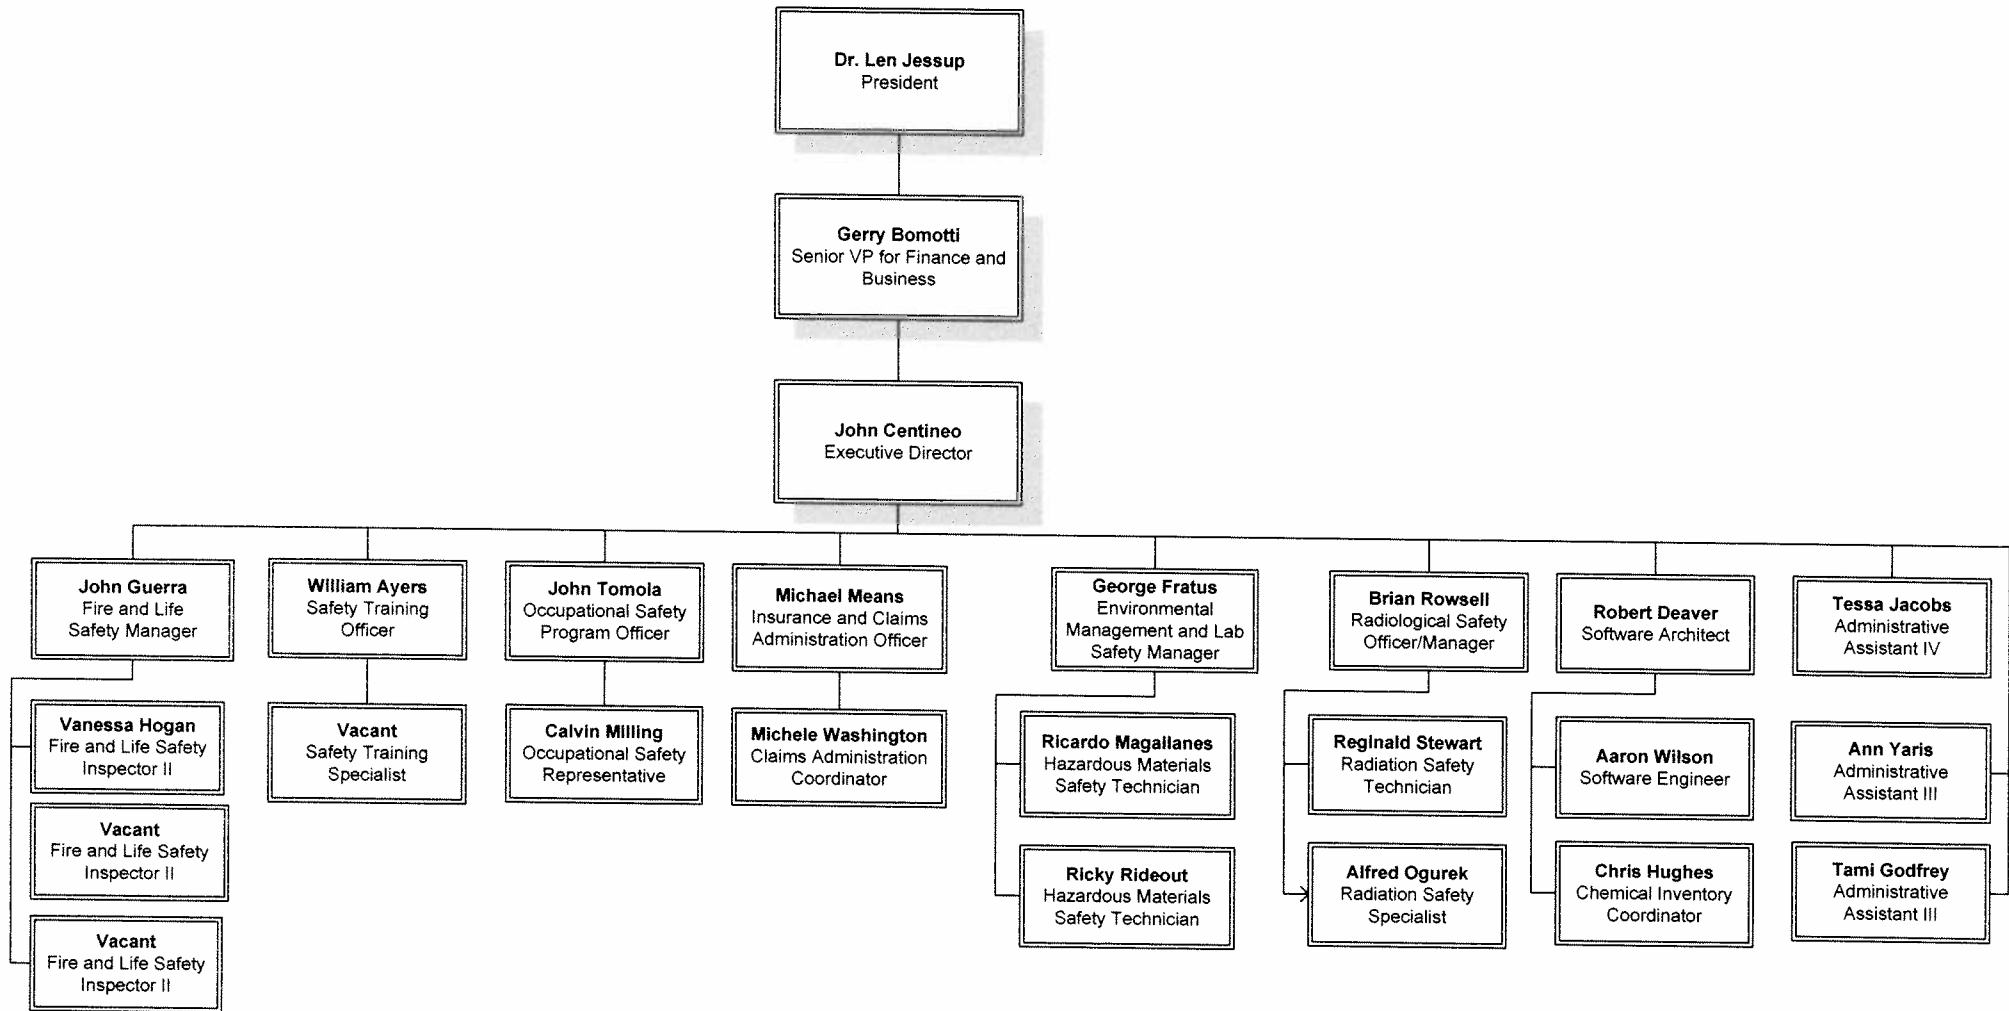 Dr. Len Jessup
President
Gerry Bomotti
Senior VP for Finance and
Business
John Centineo
Executive Director
John Guerra
Fire and Life
Safety Manager
William Ayers
Safety Training
Officer
John Tomola
Occupational Safety
Program Officer
Michael Means
Insurance and Claims
Administration Officer
George Fratus
Environmental
Management and Lab
Safety Manager
Brian Rowsell
Radiological Safety
Officer/Manager
Robert Deaver
Software Architect
Tessa Jacobs
Administrative
Assistant IV
Vanessa Hogan
Fire and Life Safety
Inspector II
Vacant
Safety Training
Specialist
Calvin Milling
Occupational Safety
Representative
Michele Washington
Claims Administration
Coordinator
Ricardo Magallanes
Hazardous Materials
Safety Technician
Reginald Stewart
Radiation Safety
Technician
Aaron Wilson
Software Engineer
Ann Yaris
Administrative
Assistant III
Vacant
Fire and Life Safety
Inspector II
Ricky Rideout
Hazardous Materials
Safety Technician
Alfred Ogurek
Radiation Safety
Specialist
Chris Hughes
Chemical Inventory
Coordinator
Tami Godfrey
Administrative
Assistant III
Vacant
Fire and Life Safety
Inspector II